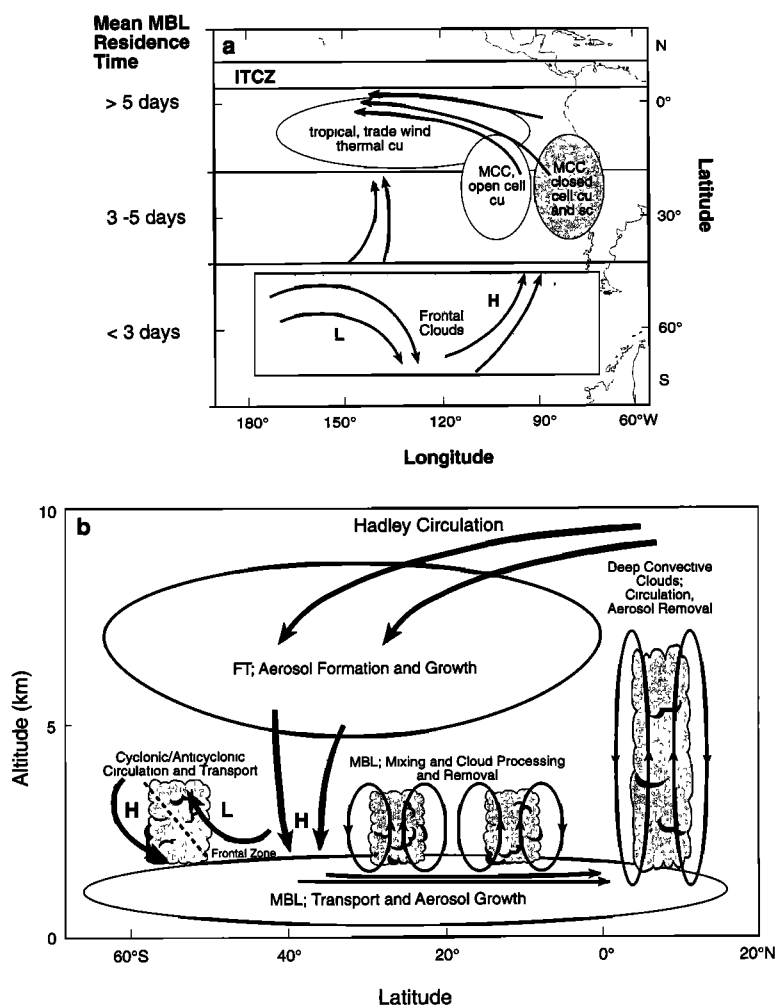 Mean MBL
Residence
Time
a
N
ITCZ
> 5 days
0°
tropical, trade wind
thermal cu
MCC,
open cell
cu
MCC,
closed
cell cu
and sc
Latitude
3 -5 days
30°
H
Frontal
Clouds
L
< 3 days
60°
S
180°
150°
120°
90°
60°W
Longitude
10
b
Hadley Circulation
Deep Convective
Clouds;
Circulation,
Aerosol Removal
FT; Aerosol Formation and Growth
Altitude (km)
5
Cyclonic/Anticyclonic
Circulation and Transport
MBL; Mixing and Cloud Processing
and Removal
H
L
H
Frontal Zone
MBL; Transport and Aerosol Growth
0
60°S
40°
20°
0°
20°N
Latitude